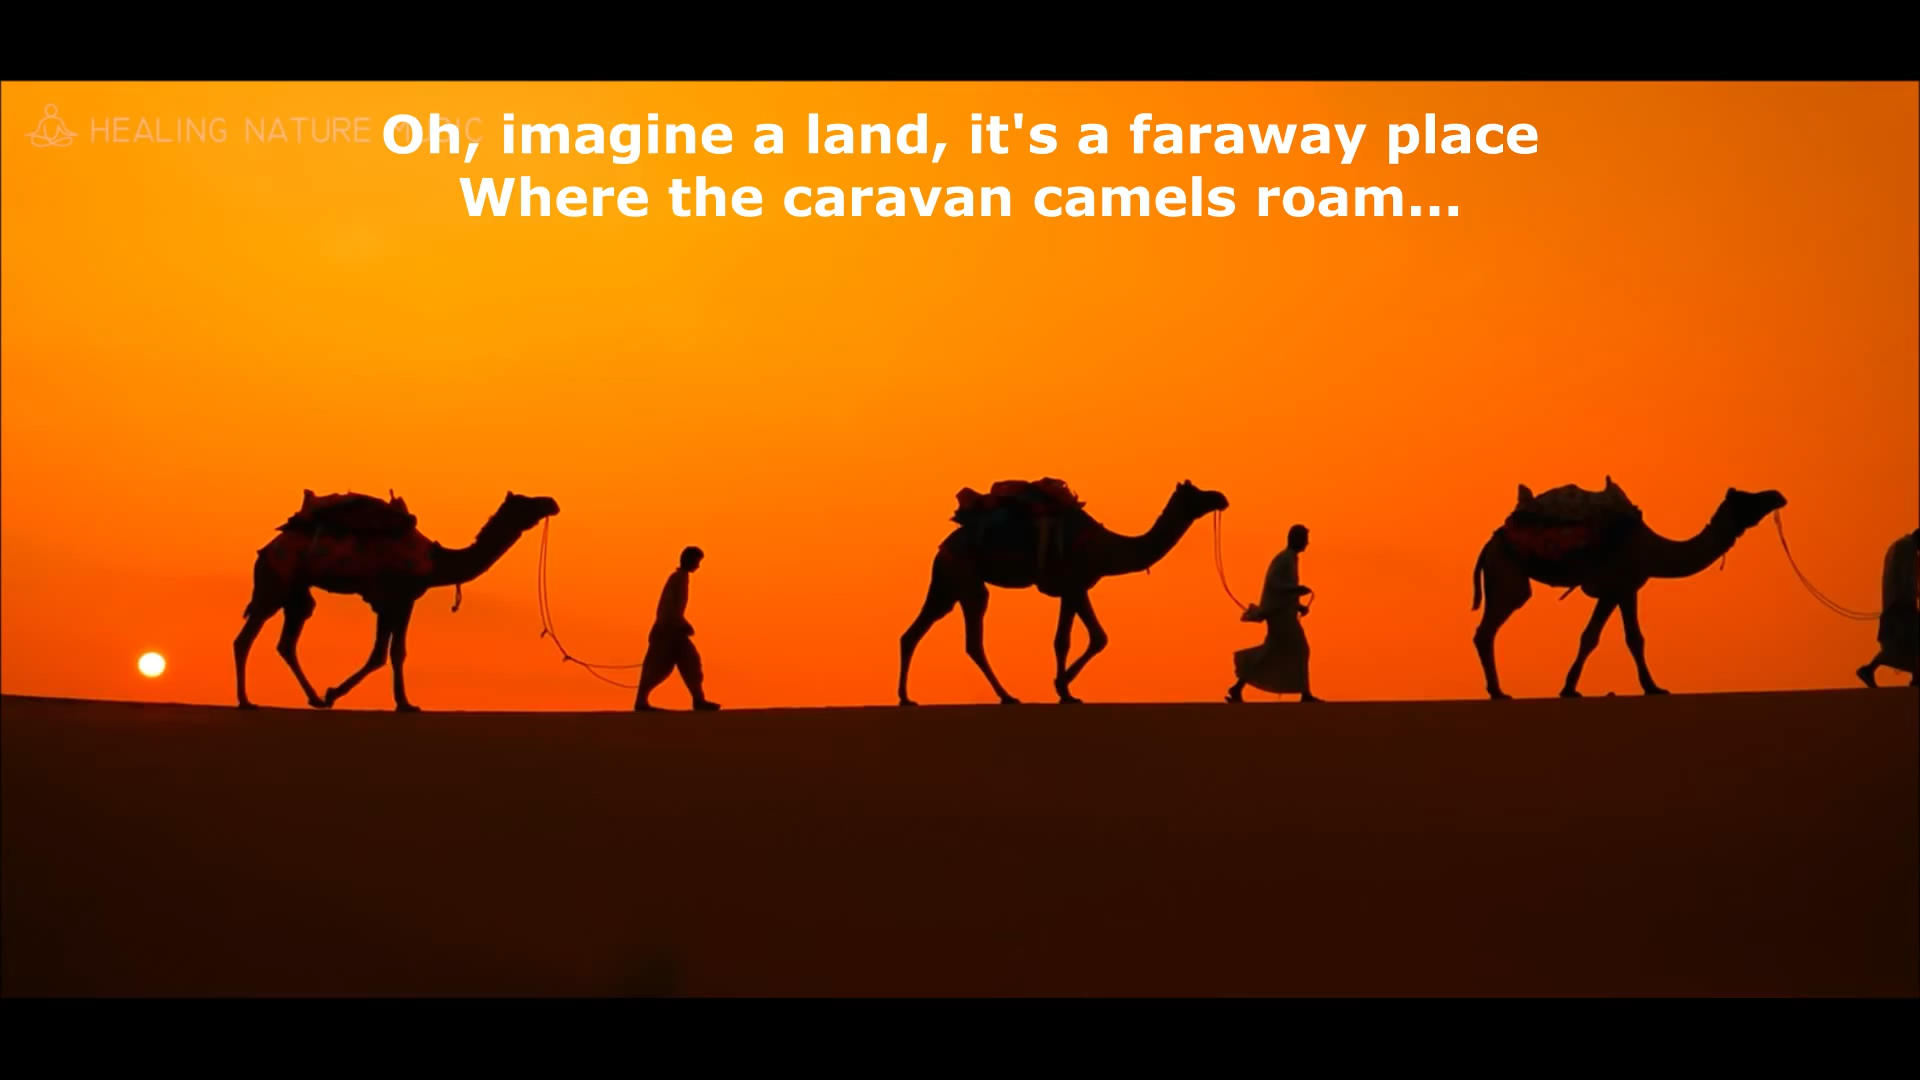 HEALING NATURE
Oh, imagine a land, it's a faraway place
Where the caravan camels roam...